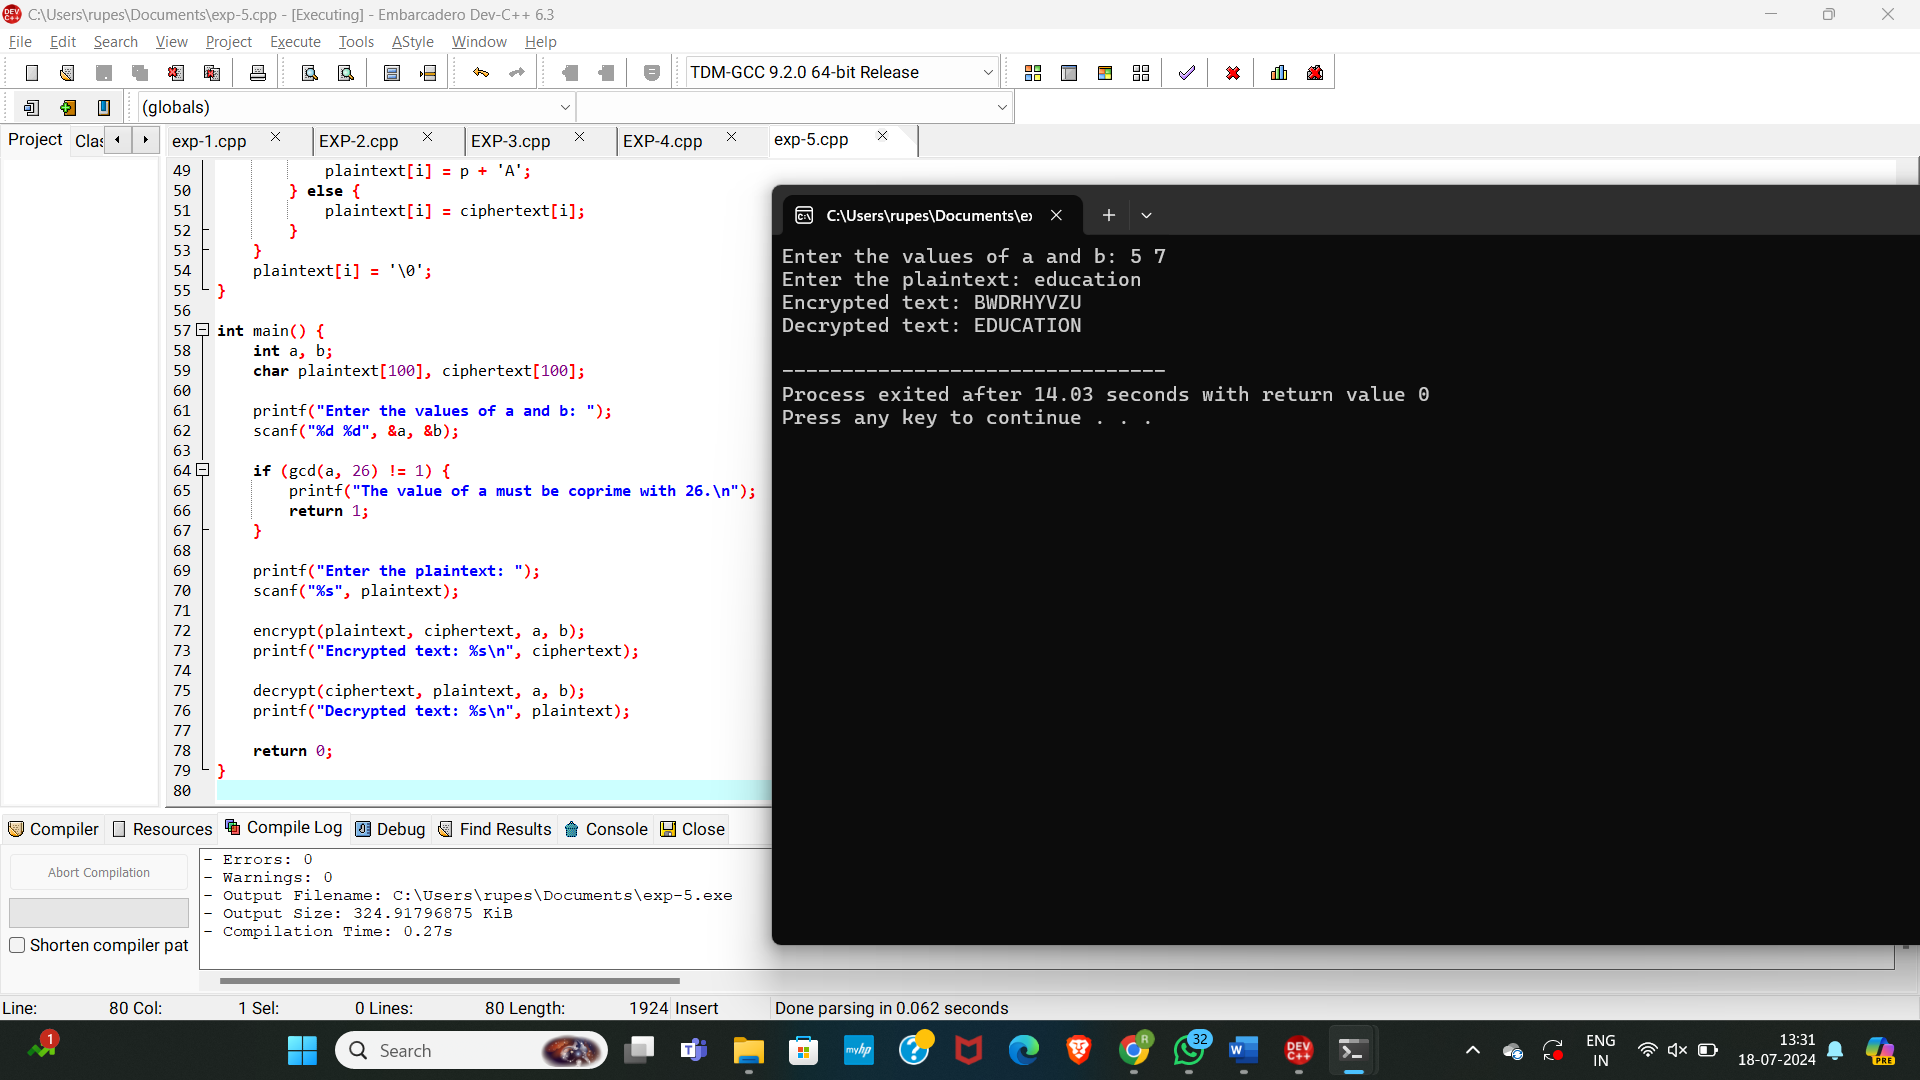 C:\Users\rupes\Documents\exp-5.cpp - [Executing] - Embarcadero Dev-C++ 6.3
File Edit Search View Project Execute Tools AStyle Window Help
TDM-GCC 9.2.0 64-bit Release
(globals)
Project Clas exp-1.cpp EXP-2.cpp EXP-3.cpp EXP-4.cpp exp-5.cpp
49 plaintext[i] = p + 'A';
50 } else {
51 plaintext[i] = ciphertext[i];
52 }
53 }
54 plaintext[i] = '\0';
55 }
56
57 int main() {
58 int a, b;
59 char plaintext[100], ciphertext[100];
60
61 printf("Enter the values of a and b: ");
62 scanf("%d %d", &a, &b);
63
64 if (gcd(a, 26) != 1) {
65 printf("The value of a must be coprime with 26.\n");
66 return 1;
67 }
68
69 printf("Enter the plaintext: ");
70 scanf("%s", plaintext);
71
72 encrypt(plaintext, ciphertext, a, b);
73 printf("Encrypted text: %s\n", ciphertext);
74
75 decrypt(ciphertext, plaintext, a, b);
76 printf("Decrypted text: %s\n", plaintext);
77
78 return 0;
79 }
80
C:\Users\rupes\Documents\ex
Enter the values of a and b: 5 7
Enter the plaintext: education
Encrypted text: BWDRHYVZU
Decrypted text: EDUCATION
--------------------------------
Process exited after 14.03 seconds with return value 0
Press any key to continue . . .
Compiler Resources Compile Log Debug Find Results Console Close
Abort Compilation
Shorten compiler pat
- Errors: 0
- Warnings: 0
- Output Filename: C:\Users\rupes\Documents\exp-5.exe
- Output Size: 324.91796875 KiB
- Compilation Time: 0.27s
Line: 80 Col: 1 Sel: 0 Lines: 80 Length: 1924 Insert Done parsing in 0.062 seconds
1
Search
myhp
R
32
DEV C++
ENG
IN
13:31
18-07-2024
PRE